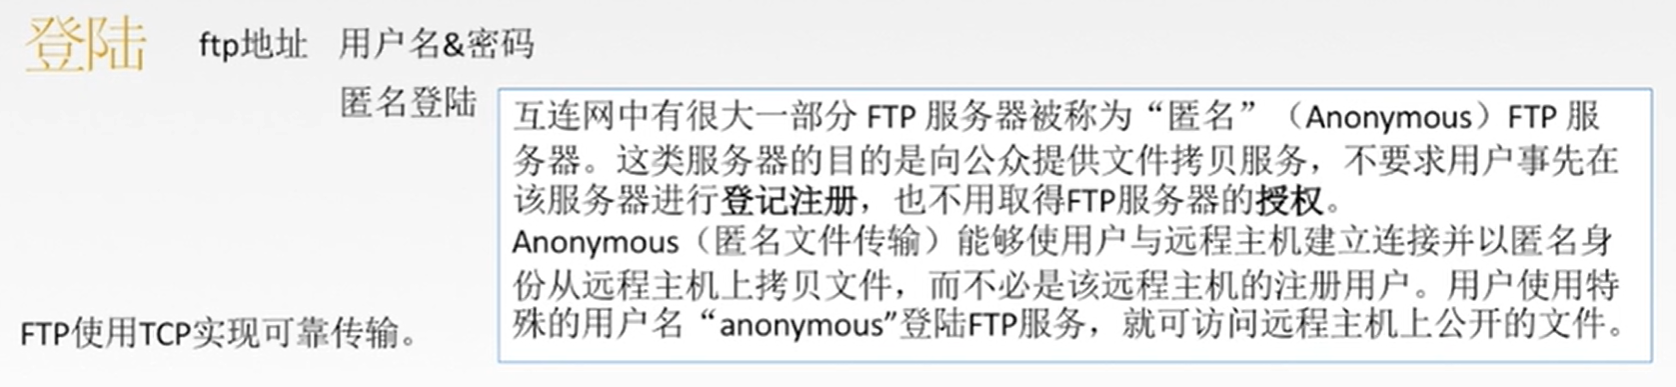 登陆 ftp地址 用户名&密码
匿名登陆
互连网中有很大一部分 FTP 服务器被称为“匿名”（Anonymous）FTP 服
务器。这类服务器的目的是向公众提供文件拷贝服务，不要求用户事先在
该服务器进行登记注册，也不用取得FTP服务器的授权。
Anonymous（匿名文件传输）能够使用户与远程主机建立连接并以匿名身
份从远程主机上拷贝文件，而不必是该远程主机的注册用户。用户使用特
殊的用户名“anonymous”登陆FTP服务，就可访问远程主机上公开的文件。
FTP使用TCP实现可靠传输。